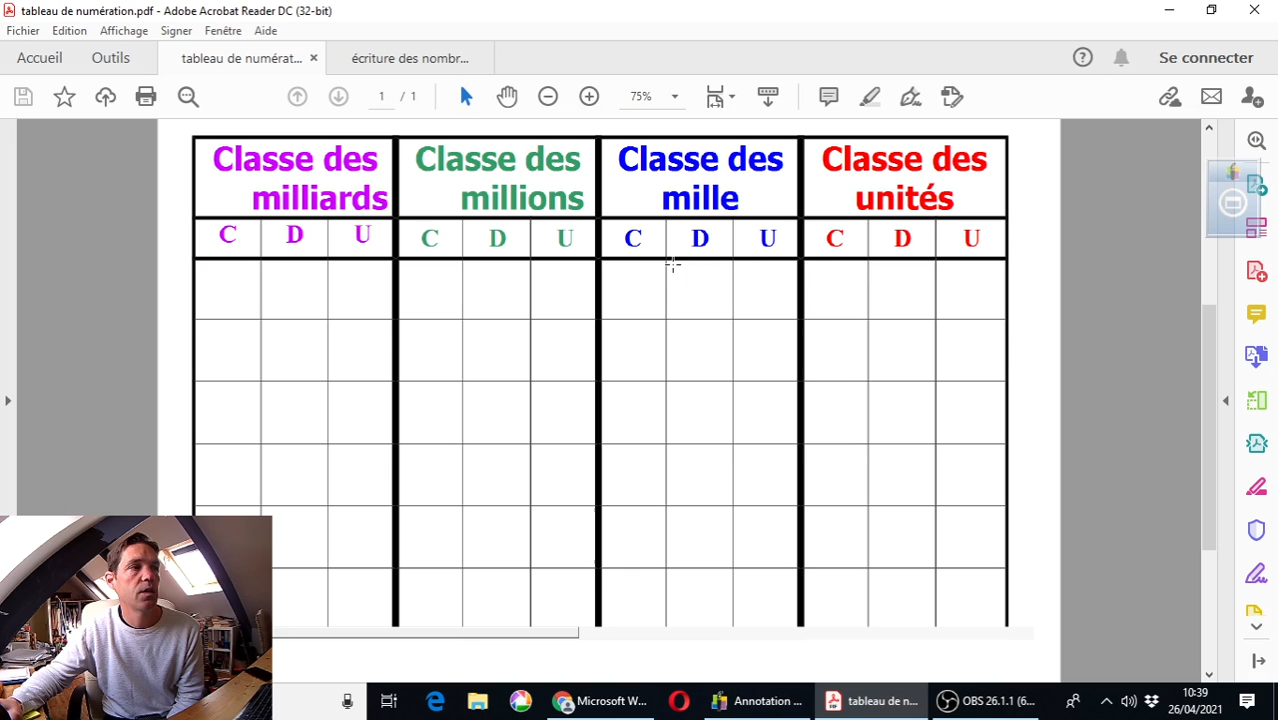 tableau de numération.pdf - Adobe Acrobat Reader DC (32-bit)
Fichier Edition Affichage Signer Fenêtre Aide
Accueil Outils tableau de numérat... × écriture des nombr... Se connecter
1 / 1 75%
Classe des milliards
Classe des millions
Classe des mille
Classe des unités
C D U C D U C D U C D U
Microsoft W... Annotation ... tableau de n... OBS 26.1.1 (6... 10:39
26/04/2021